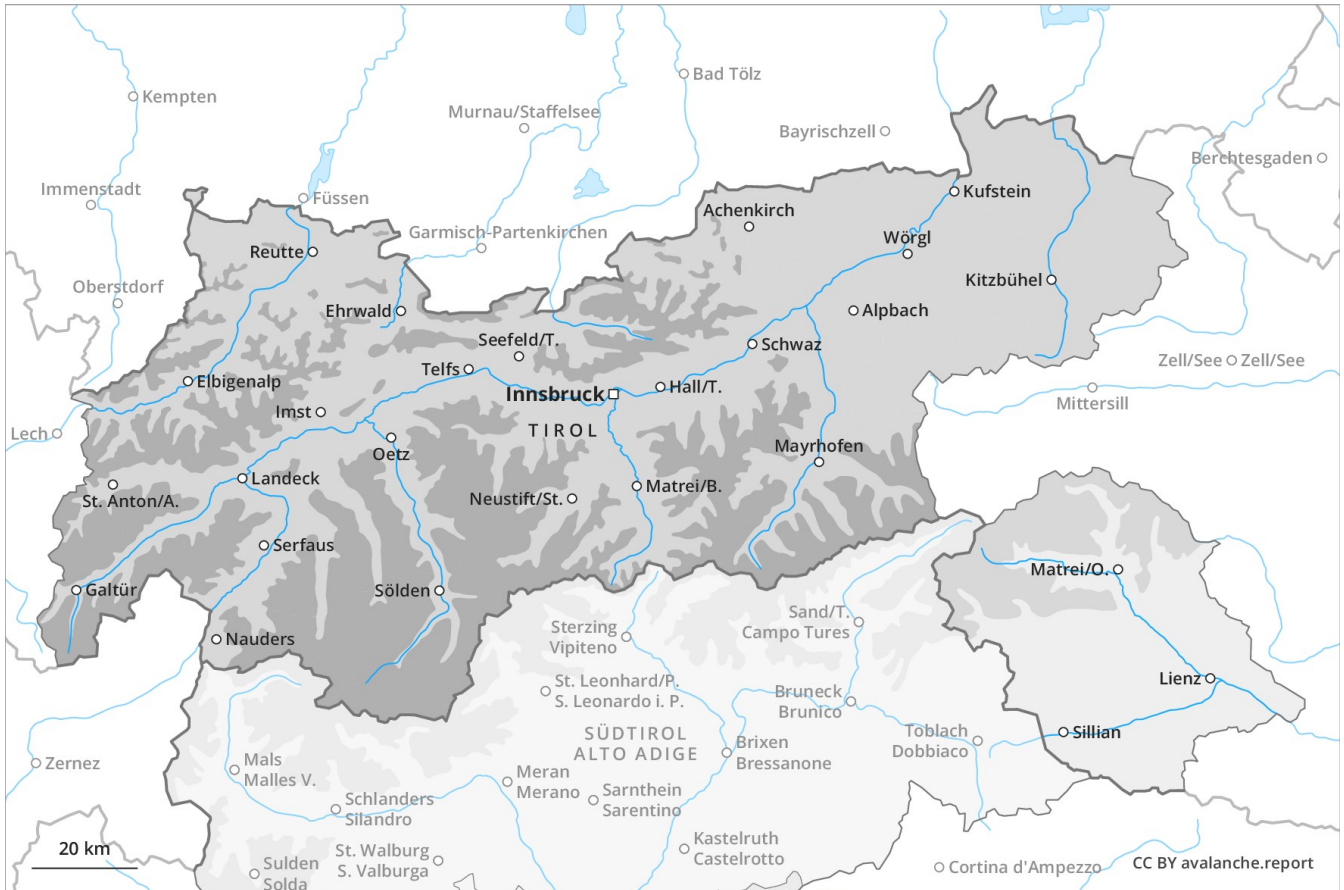 Bad Tölz
Kempten
Murnau/Staffelsee
Bayrischzell
Berchtesgaden
Immenstadt
Füssen
Kufstein
Achenkirch
Garmisch-Partenkirchen
Wörgl
Reutte
Kitzbühel
Oberstdorf
Ehrwald
Alpbach
Seefeld/T.
Schwaz
Zell/See
Zell/See
Telfs
Elbigenalp
Hall/T.
Innsbruck
Mittersill
Imst
Lech
TIROL
Oetz
Mayrhofen
Landeck
St. Anton/A.
Matrei/B.
Neustift/St.
Serfaus
Matrei/O.
Galtür
Sölden
Sand/T.
Campo Tures
Nauders
Sterzing
Vipiteno
Lienz
St. Leonhard/P.
S. Leonardo i. P.
Bruneck
Brunico
SÜDTIROL
ALTO ADIGE
Toblach
Dobbiaco
Sillian
Brixen
Bressanone
Zernez
Mals
Malles V.
Meran
Merano
Sarnthein
Sarentino
Schlanders
Silandro
Kastelruth
Castelrotto
20 km
St. Walburg
S. Valburga
Sulden
Solda
Cortina d'Ampezzo
CC BY avalanche.report